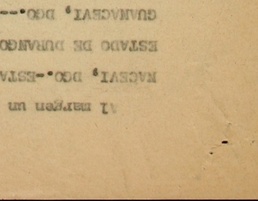 Al margen un
NACEVI, DGO.-ESTA
ESTADO DE DURANGO
GUANACEVI, DGO.---